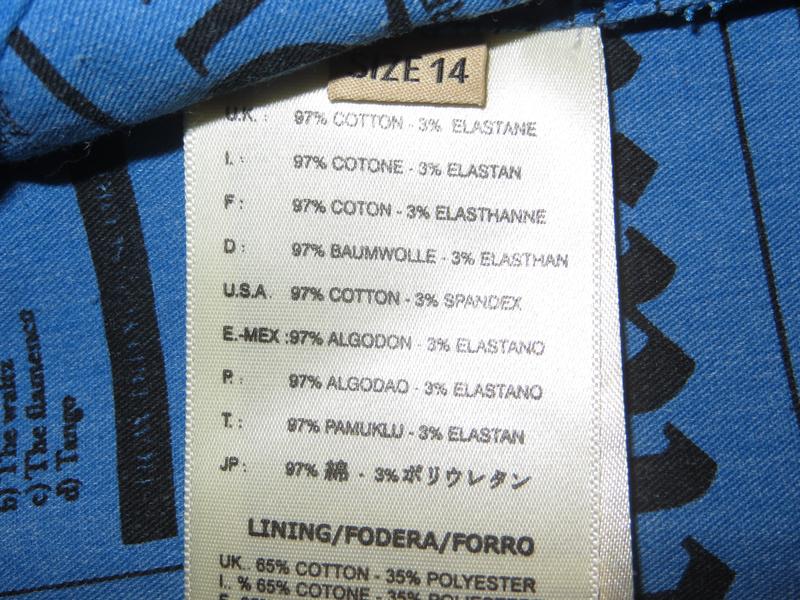 SIZE 14
U.K. : 97% COTTON - 3% ELASTANE
I. : 97% COTONE - 3% ELASTAN
F : 97% COTON - 3% ELASTHANNE
D : 97% BAUMWOLLE - 3% ELASTHAN
U.S.A. 97% COTTON - 3% SPANDEX
E.-MEX :97% ALGODON - 3% ELASTANO
P. : 97% ALGODAO - 3% ELASTANO
T. : 97% PAMUKLU - 3% ELASTAN
JP : 97% 綿 - 3%ポリウレタン
LINING/FODERA/FORRO
UK.. 65% COTTON - 35% POLYESTER
I.. % 65% COTONE - 35%
b) The waltz
c) The flamenco
d) Tango